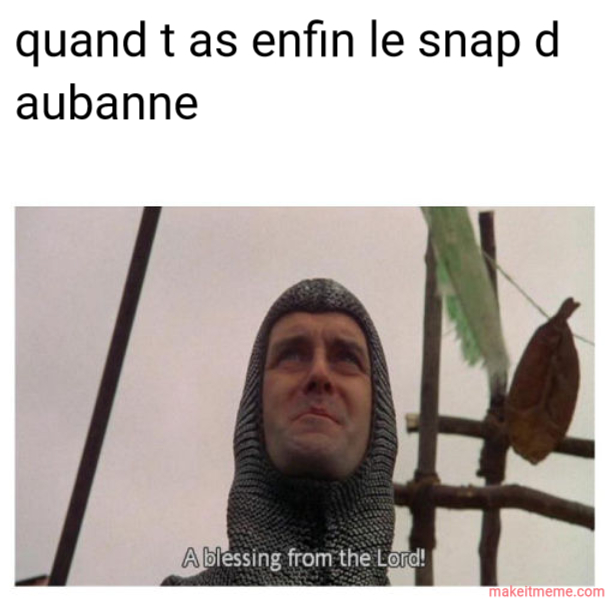 quand t as enfin le snap d
aubanne
A blessing from the Lord!
makeitmeme.com